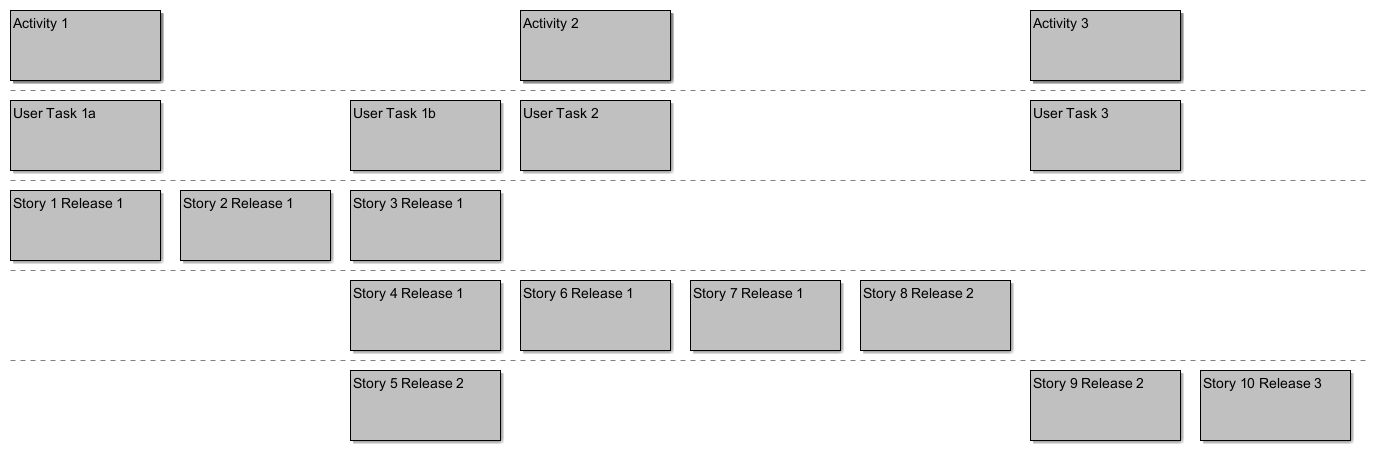 Activity 1
Activity 2
Activity 3
User Task 1a
User Task 1b
User Task 2
User Task 3
Story 1 Release 1
Story 2 Release 1
Story 3 Release 1
Story 4 Release 1
Story 6 Release 1
Story 7 Release 1
Story 8 Release 2
Story 5 Release 2
Story 9 Release 2
Story 10 Release 3